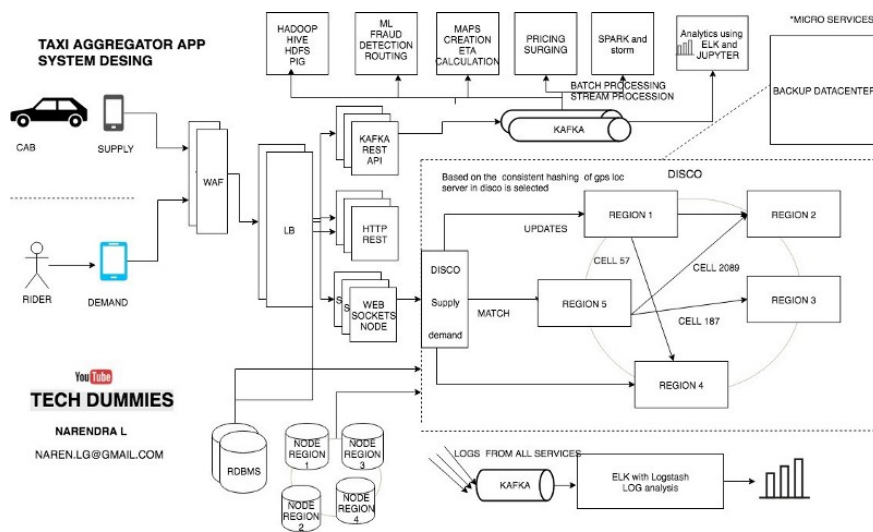 TAXI AGGREGATOR APP
SYSTEM DESING
HADOOP
HIVE
HDFS
PIG
ML
FRAUD
DETECTION
ROUTING
MAPS
CREATION
ETA
CALCULATION
PRICING
SURGING
SPARK and
storm
Analytics using
ELK and
JUPYTER
*MICRO SERVICES
BACKUP DATACENTER
BATCH PROCESSING
STREAM PROCESSION
KAFKA
CAB
SUPPLY
WAF
LB
KAFKA
REST
API
HTTP
REST
S
S
WEB
SOCKETS
NODE
RIDER
DEMAND
Based on the consistent hashing of gps loc
server in disco is selected
DISCO
DISCO
Supply
demand
UPDATES
MATCH
REGION 1
REGION 2
CELL 57
CELL 2089
REGION 5
REGION 3
CELL 187
REGION 4
YouTube
TECH DUMMIES
NARENDRA L
NAREN.LG@GMAIL.COM
RDBMS
NODE
REGION
1
NODE
REGION
3
NODE
REGION
2
NODE
REGION
4
LOGS FROM ALL SERVICES
KAFKA
ELK with Logstash
LOG analysis